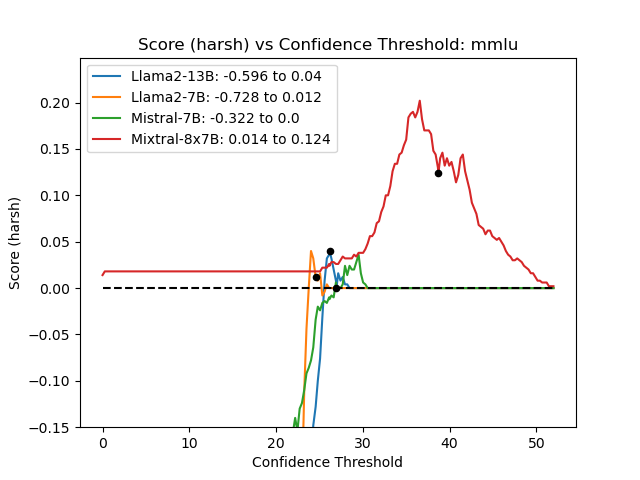 Score (harsh) vs Confidence Threshold: mmlu
Llama2-13B: -0.596 to 0.04
Llama2-7B: -0.728 to 0.012
Mistral-7B: -0.322 to 0.0
Mixtral-8x7B: 0.014 to 0.124
Score (harsh)
0.20
0.15
0.10
0.05
0.00
−0.05
−0.10
−0.15
0 10 20 30 40 50
Confidence Threshold